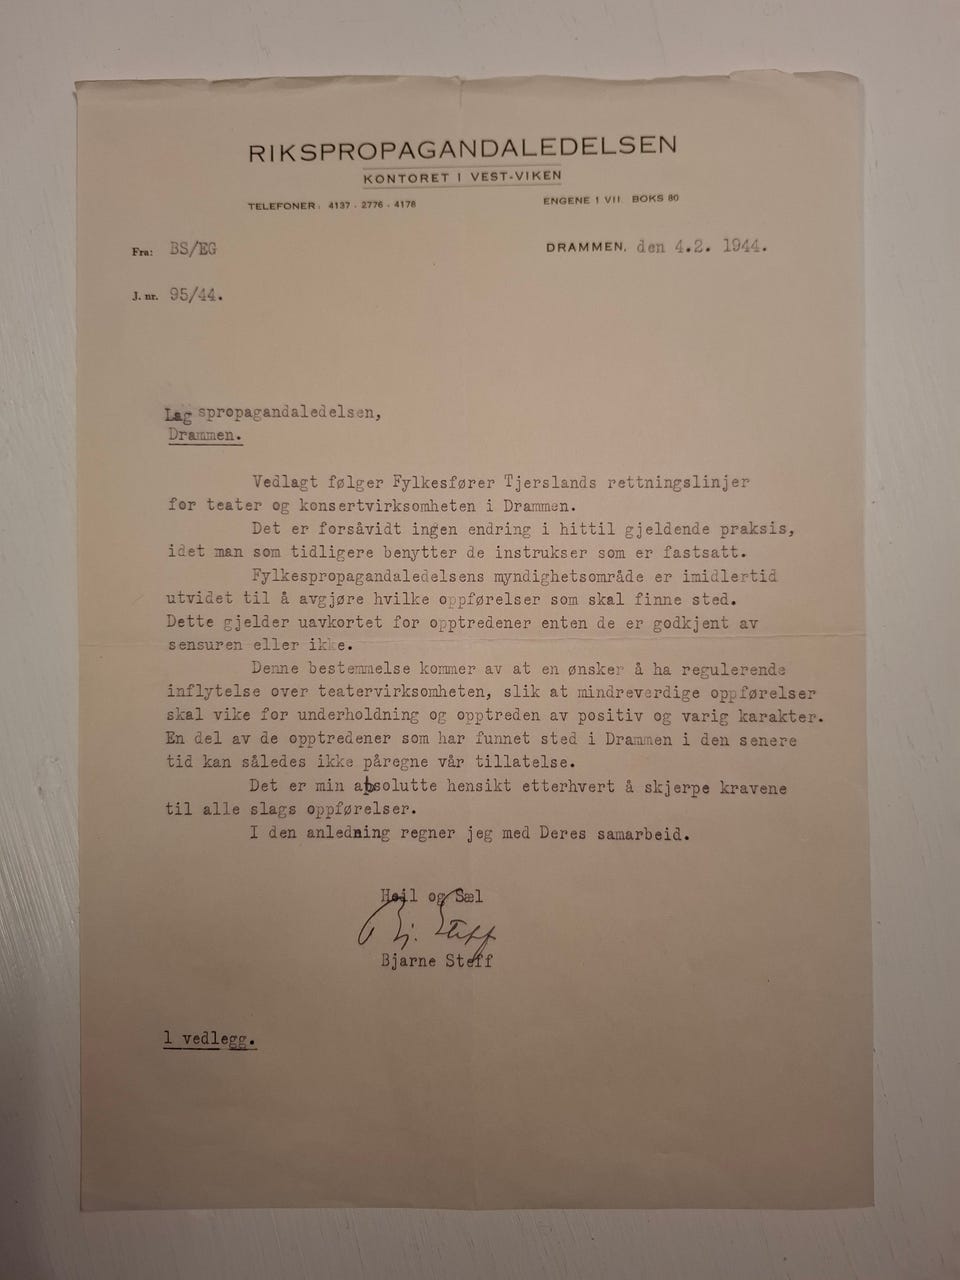 RIKSPROPAGANDALEDELSEN
KONTORET I VEST-VIKEN
TELEFONER: 4137 - 2776 - 4178
ENGENE 1 VII. BOKS 80
Fra: BS/EG
DRAMMEN, den 4.2. 1944.
J. nr. 95/44.
Lagspropagandaledelsen,
Drammen.
Vedlagt følger Fylkesfører Tjerslands rettningslinjer
for teater og konsertvirksomheten i Drammen.
Det er forsåvidt ingen endring i hittil gjeldende praksis,
idet man som tidligere benytter de instrukser som er fastsatt.
Fylkespropagandaledelsens myndighetsområde er imidlertid
utvidet til å avgjøre hvilke oppførelser som skal finne sted.
Dette gjelder uavkortet for opptredener enten de er godkjent av
sensuren eller ikke.
Denne bestemmelse kommer av at en ønsker å ha regulerende
inflytelse over teatervirksomheten, slik at mindreverdige oppførelser
skal vike for underholdning og opptreden av positiv og varig karakter.
En del av de opptredener som har funnet sted i Drammen i den senere
tid kan således ikke påregne vår tillatelse.
Det er min absolutte hensikt etterhvert å skjerpe kravene
til alle slags oppførelser.
I den anledning regner jeg med Deres samarbeid.
Heil og Sæl
Bj. Steff
Bjarne Steff
1 vedlegg.